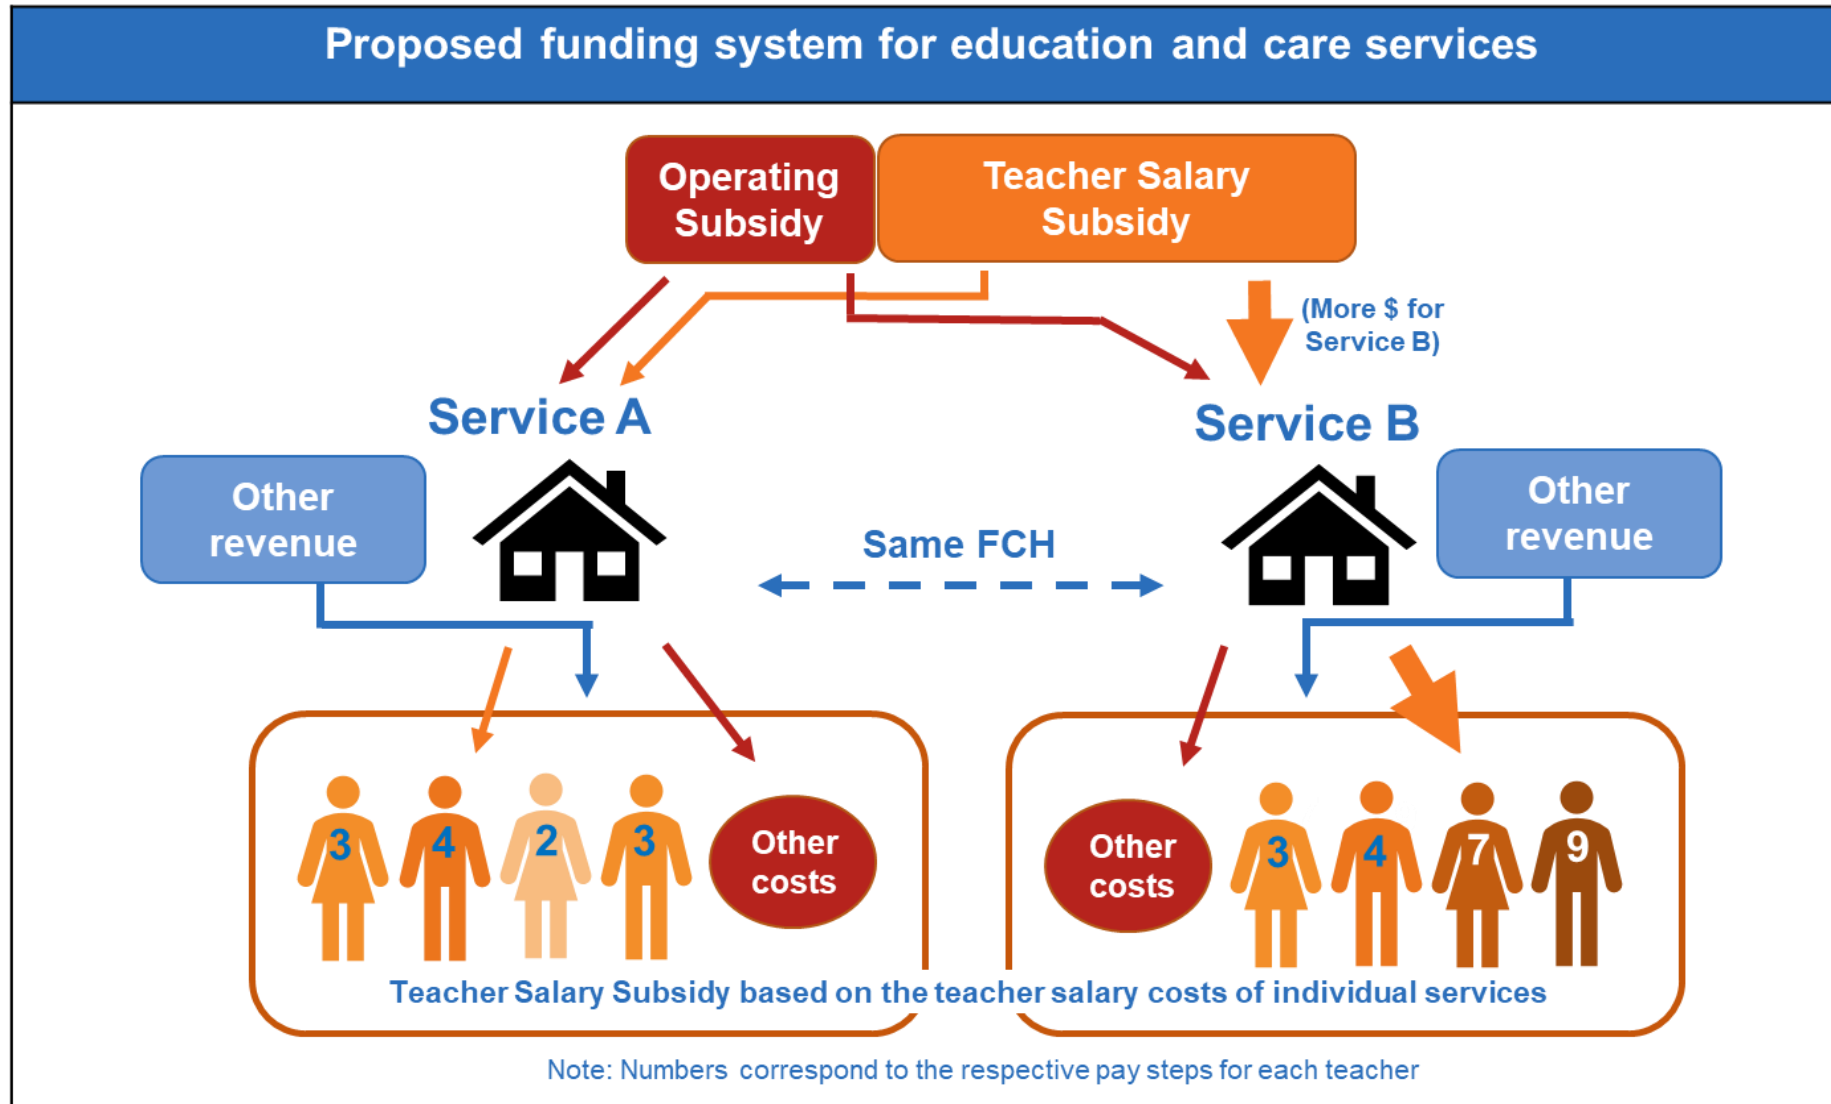 Proposed funding system for education and care services
Operating
Subsidy
Teacher Salary
Subsidy
(More $ for
Service B)
Service A
Service B
Other
revenue
Same FCH
Other
revenue
3
4
2
3
Other
costs
Other
costs
3
4
7
9
Teacher Salary Subsidy based on the teacher salary costs of individual services
Note: Numbers correspond to the respective pay steps for each teacher